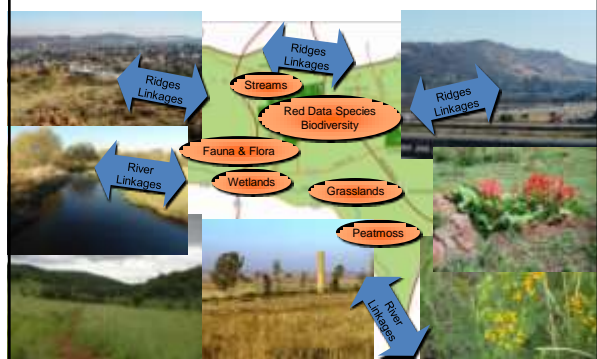 Ridges
Linkages
Ridges
Linkages
Ridges
Linkages
Streams
Red Data Species
Biodiversity
Fauna & Flora
River
Linkages
Wetlands
Grasslands
Peatmoss
River
Linkages